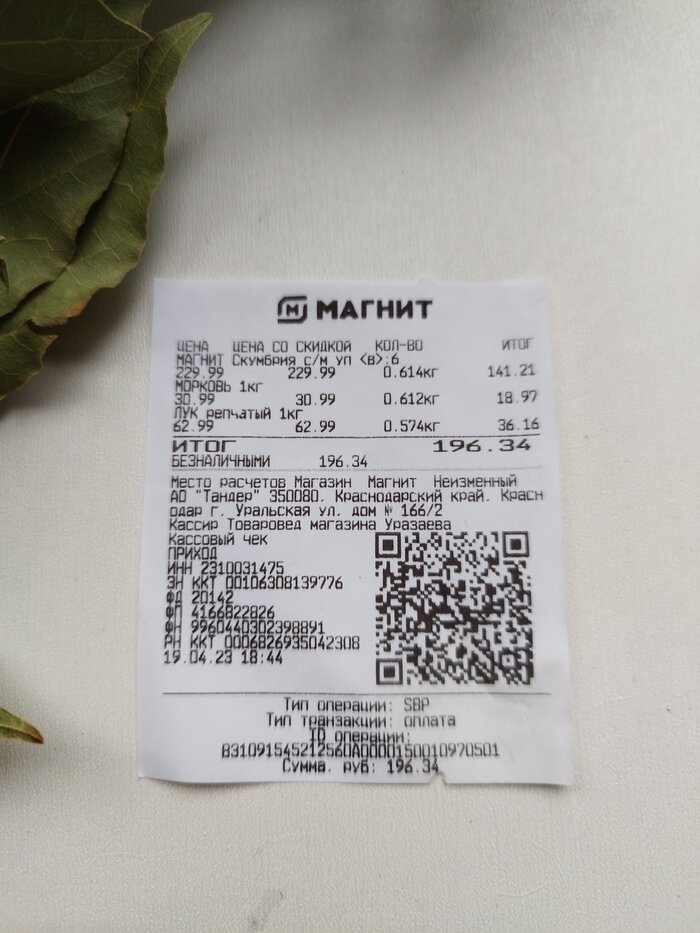 МАГНИТ
ЦЕНА ЦЕНА СО СКИДКОЙ КОЛ-ВО ИТОГ
МАГНИТ Скумбрия с/м уп <в>:6
229.99 229.99 0.614кг 141.21
МОРКОВЬ 1кг
30.99 30.99 0.612кг 18.97
ЛУК репчатый 1кг
62.99 62.99 0.574кг 36.16
ИТОГ 196.34
БЕЗНАЛИЧНЫМИ 196.34
Место расчетов Магазин Магнит Неизменный
АО "Тандер" 350080, Краснодарский край, Красн
одар г, Уральская ул, дом № 166/2
Кассир Товаровед магазина Уразаева
Кассовый чек
ПРИХОД
ИНН 2310031475
ЗН ККТ 00106308139776
ФД 20142
ФП 4166822826
ФН 9960440302398891
РН ККТ 0006826935042308
19.04.23 18:44
Тип операции: SBP
Тип транзакции: оплата
ID операции:
B31091545212560A0000150010970501
Сумма, руб: 196.34